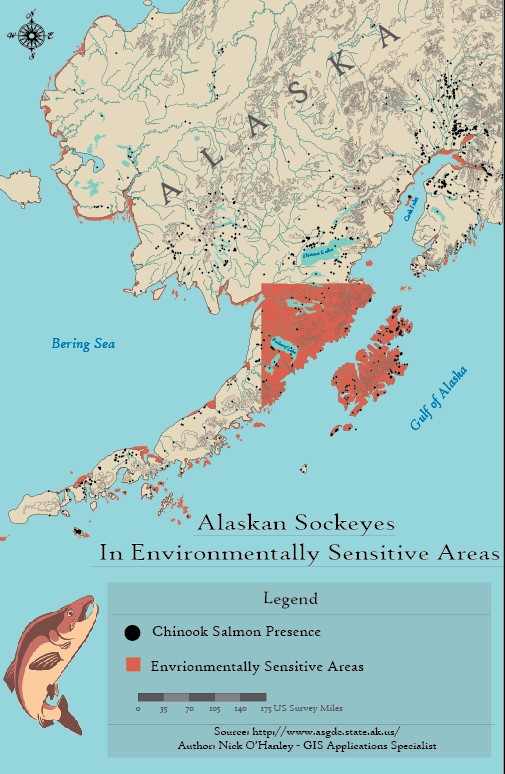 N
W E
S
ALASKA
Cook Inlet
Iliamna Lake
Bering Sea
Becharof Lake
Gulf of Alaska
Alaskan Sockeyes
In Environmentally Sensitive Areas
Legend
Chinook Salmon Presence
Envrionmentally Sensitive Areas
0 35 70 105 140 175 US Survey Miles
Source: http://www.asgdc.state.ak.us/
Author: Nick O'Hanley - GIS Applications Specialist